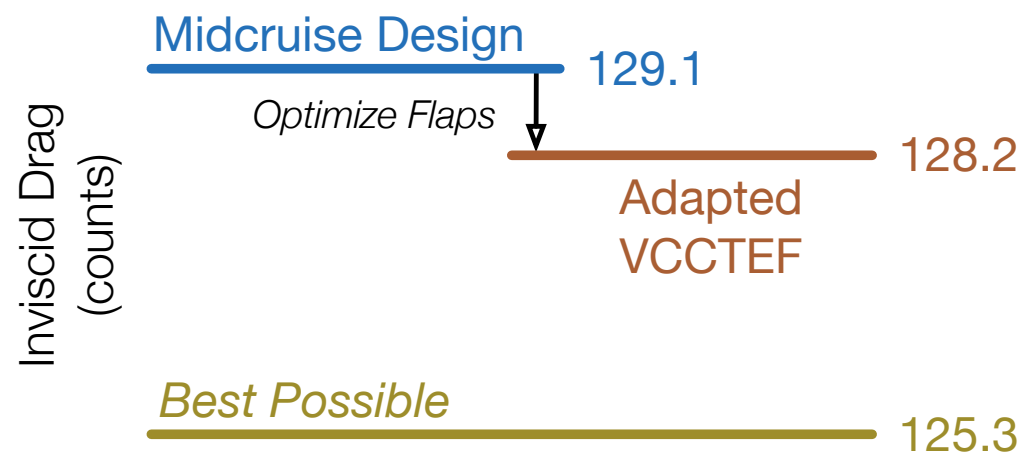 Midcruise Design
129.1
Optimize Flaps
128.2
Adapted
VCCTEF
Inviscid Drag
(counts)
Best Possible
125.3